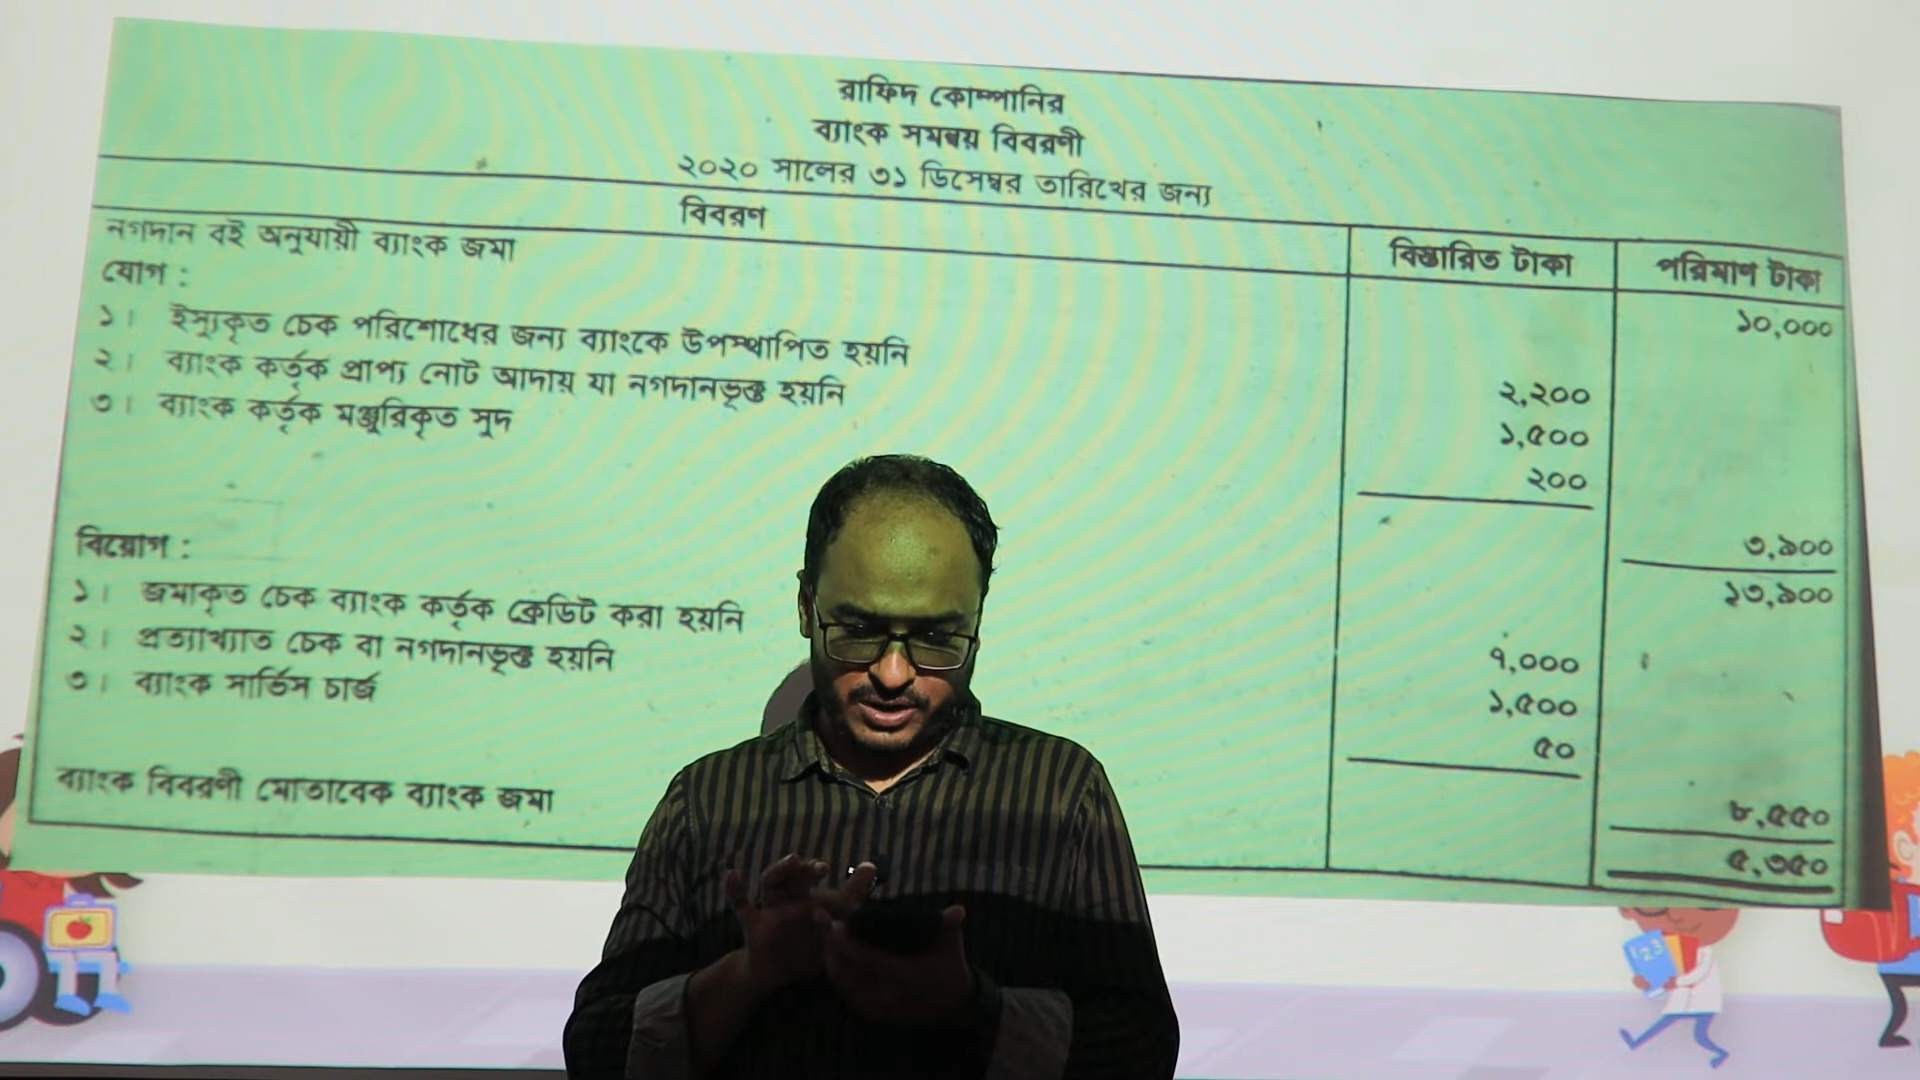 রাফিদ কোম্পানির
ব্যাংক সমন্বয় বিবরণী
২০২০ সালের ৩১ ডিসেম্বর তারিখের জন্য
বিবরণ বিস্তারিত টাকা পরিমাণ টাকা
নগদান বই অনুযায়ী ব্যাংক জমা ১০,০০০
যোগ :
১। ইস্যুকৃত চেক পরিশোধের জন্য ব্যাংকে উপস্থাপিত হয়নি ২,২০০
২। ব্যাংক কর্তৃক প্রাপ্য নোট আদায় যা নগদানভূক্ত হয়নি ১,৫০০
৩। ব্যাংক কর্তৃক মঞ্জুরিকৃত সুদ ২০০
৩,৯০০
১৩,৯০০
বিয়োগ :
১। জমাকৃত চেক ব্যাংক কর্তৃক ক্রেডিট করা হয়নি ৭,০০০
২। প্রত্যাখ্যাত চেক বা নগদানভূক্ত হয়নি ১,৫০০
৩। ব্যাংক সার্ভিস চার্জ ৫০
৮,৫৫০
ব্যাংক বিবরণী মোতাবেক ব্যাংক জমা ৫,৩৫০
123